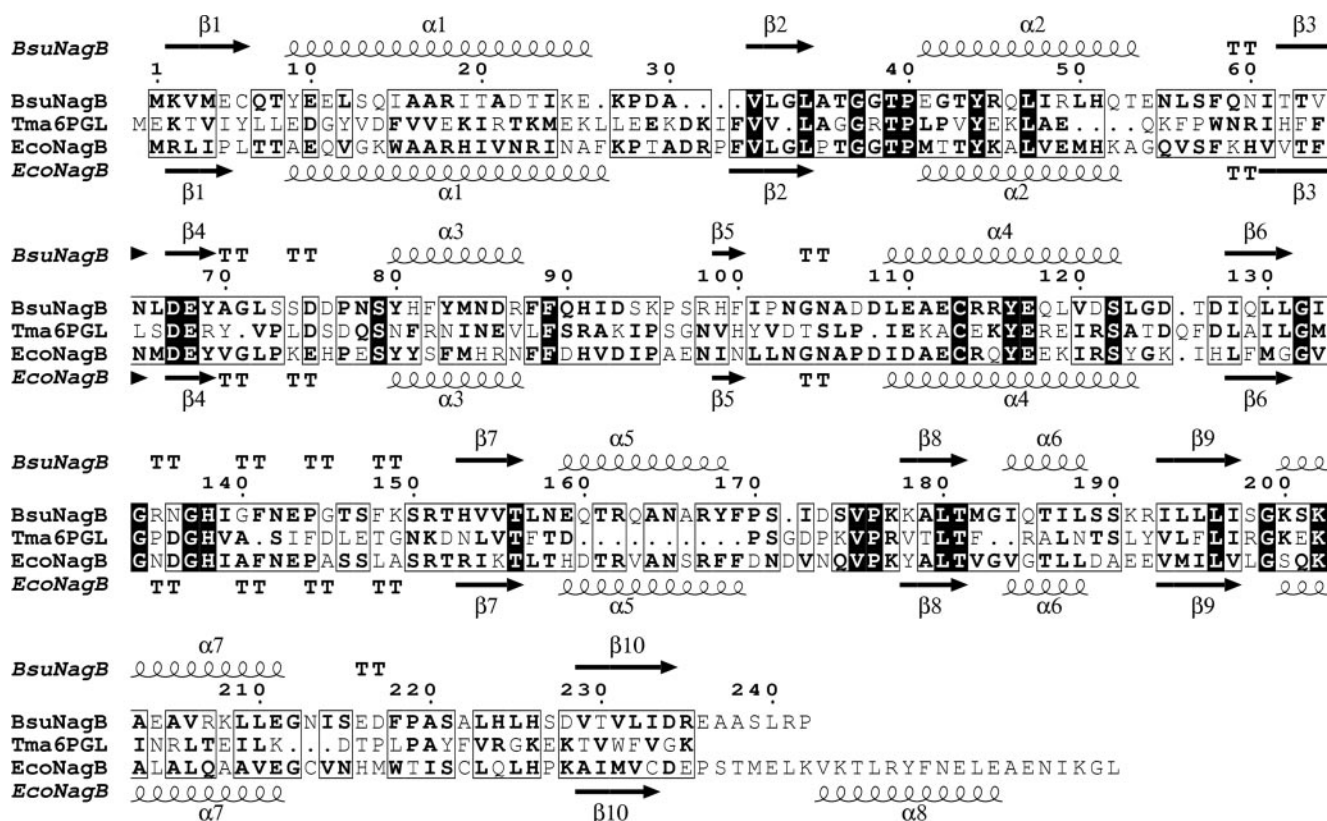 β1 α1 β2 α2 β3
BsuNagB TT
1 10 20 30 40 50 60
BsuNagB MKVMECQTYEELSQIAARITADTIKE.KPDA...VLGLATGGTPEGTYRQLIRLHQTENLSFQNITTV
Tma6PGL MEKTVIYLLEDGYVDFVVEKIRTKMEKLLEEKDKIFVV.LAGGRTPLPVYEKLAE....QKFPWNRIHFF
EcoNagB MRLIPLTTAEQVGKWAARHIVNRINAFKPTADRPFVLGLPTGGTPMTTYKALVEMHKAGQVSFKHVVTF
EcoNagB TT
β1 α1 β2 α2 β3
β4 α3 β5 α4 β6
BsuNagB TT TT TT
70 80 90 100 110 120 130
BsuNagB NLDEYAGLSSDDPNSYHFYMNDRFFQHIDSKPSRHFIPNGNADDLEAECRRYEQLVDSLGD.TDIQLLGI
Tma6PGL LSDERY.VPLDSDQSNFRNINEVLFSRAKIPSGNVHYVDTSLP.IEKACEKYEREIRSATDQFDLAILGM
EcoNagB NMDEYVGLPKEHPESYYSFMHRNFFDHVDIPAENINLLNGNAPDIDAECRQYEEKIRSYGK.IHLFMGGV
EcoNagB TT TT TT
β4 α3 β5 α4 β6
β7 α5 β8 α6 β9
BsuNagB TT TT TT TT
140 150 160 170 180 190 200
BsuNagB GRNGHIGFNEPGTSFKSRTHVVTLNEQTRQANARYFPS.IDSVPKKALTMGIQTILSSKRILLLISGKSK
Tma6PGL GPDGHVA.SIFDLETGNKDNLVTFTD.......PSGDPKVPRVTLTF..RALNTSLYVLFLIRGKEK
EcoNagB GNDGHIAFNEPASSLASRTRIKTLTHDTRVANSRFFDNDVNQVPKYALTVGVGTLLDAEEVMILVLGSQK
EcoNagB TT TT TT TT
β7 α5 β8 α6 β9
α7 β10
BsuNagB TT
210 220 230 240
BsuNagB AEAVRKLLEGNISEDFPASALHLHSDVTVLIDREAASLRP
Tma6PGL INRLTEILK...DTPLPAYFVRGKEKTVWFVGK
EcoNagB ALALQAAVEGCVNHMWTISCLQLHPKAIMVCDEPSTMELKVKTLRYFNELEAENIKGL
EcoNagB
α7 β10 α8